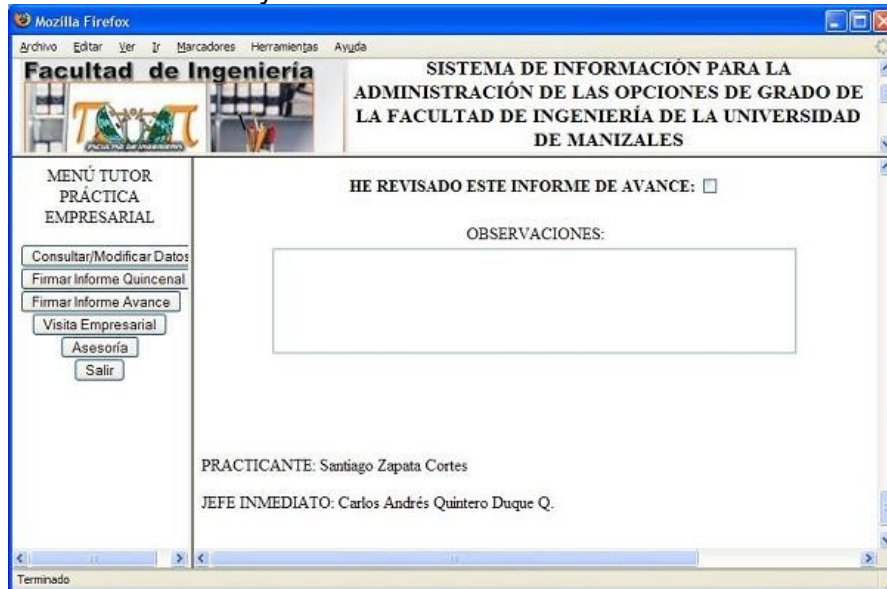 Mozilla Firefox
Archivo Editar Ver Ir Marcadores Herramientas Ayuda
Facultad de Ingeniería
SISTEMA DE INFORMACIÓN PARA LA
ADMINISTRACIÓN DE LAS OPCIONES DE GRADO DE
LA FACULTAD DE INGENIERÍA DE LA UNIVERSIDAD
DE MANIZALES
MENÚ TUTOR
PRÁCTICA
EMPRESARIAL
Consultar/Modificar Datos
Firmar Informe Quincenal
Firmar Informe Avance
Visita Empresarial
Asesoría
Salir
HE REVISADO ESTE INFORME DE AVANCE:
OBSERVACIONES:
PRACTICANTE: Santiago Zapata Cortes
JEFE INMEDIATO: Carlos Andrés Quintero Duque Q.
Terminado